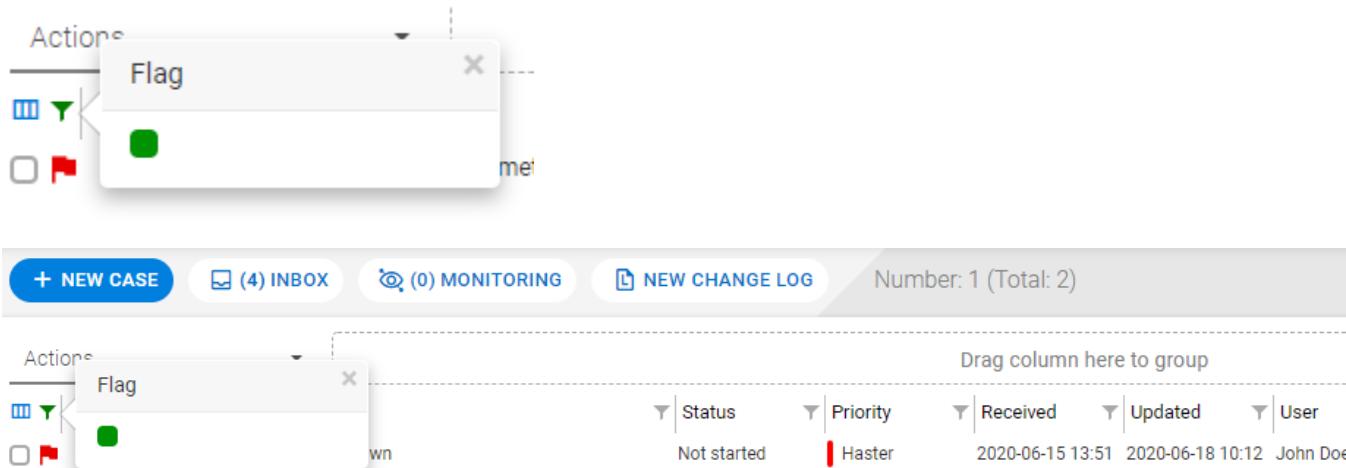 Actions
Flag
+ NEW CASE (4) INBOX (0) MONITORING NEW CHANGE LOG Number: 1 (Total: 2)
Actions Drag column here to group
Flag
Status Priority Received Updated User
Not started Haster 2020-06-15 13:51 2020-06-18 10:12 John Doe